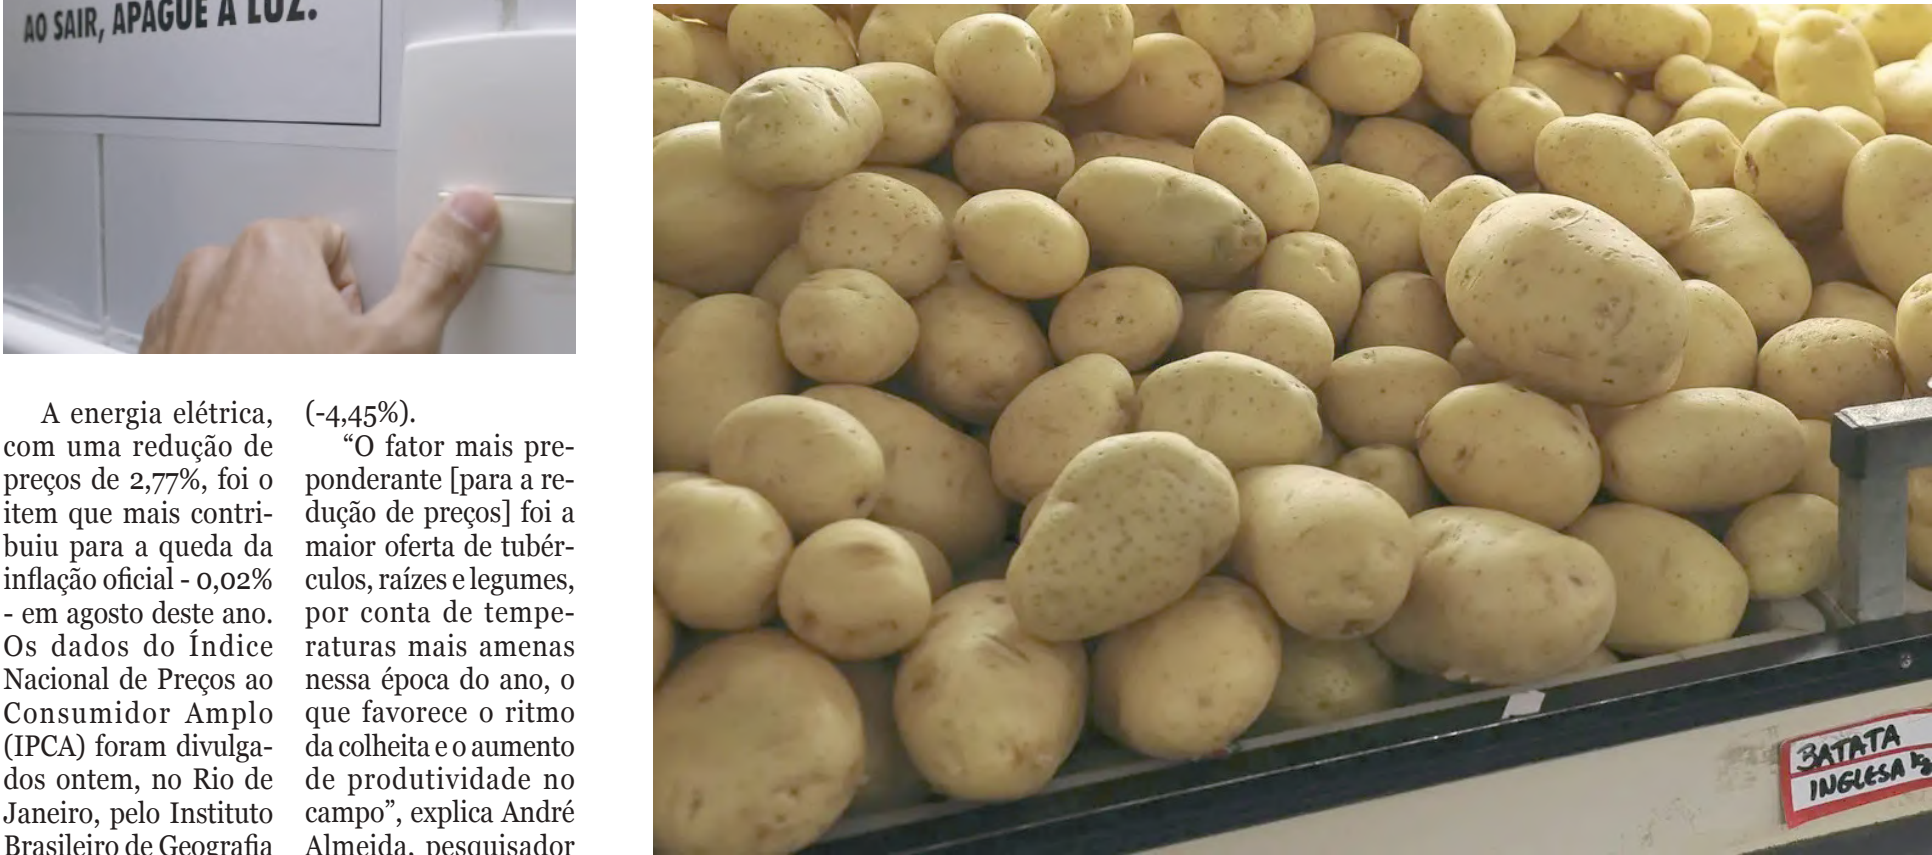 AO SAIR, APAGUE A LUZ.
A energia elétrica,
com uma redução de
preços de 2,77%, foi o
item que mais contri-
buiu para a queda da
inflação oficial - 0,02%
- em agosto deste ano.
Os dados do Índice
Nacional de Preços ao
Consumidor Amplo
(IPCA) foram divulga-
dos ontem, no Rio de
Janeiro, pelo Instituto
Brasileiro de Geografia
(-4,45%).
“O fator mais pre-
ponderante [para a re-
dução de preços] foi a
maior oferta de tubér-
culos, raízes e legumes,
por conta de tempe-
raturas mais amenas
nessa época do ano, o
que favorece o ritmo
da colheita e o aumento
de produtividade no
campo”, explica André
Almeida, pesquisador
BATATA
INGLESA